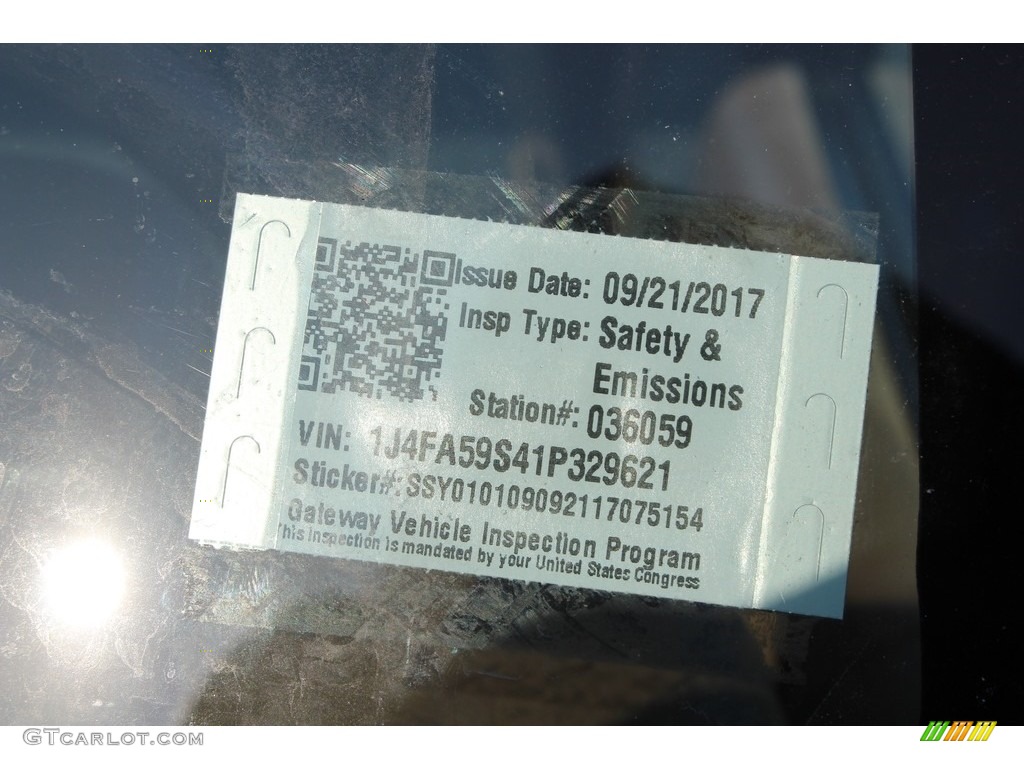 Issue Date: 09/21/2017
Insp Type: Safety &
Emissions
Station#: 036059
VIN: 1J4FA59S41P329621
Sticker#: SSY010109092117075154
Gateway Vehicle Inspection Program
This inspection is mandated by your United States Congress
GTCarLot.com